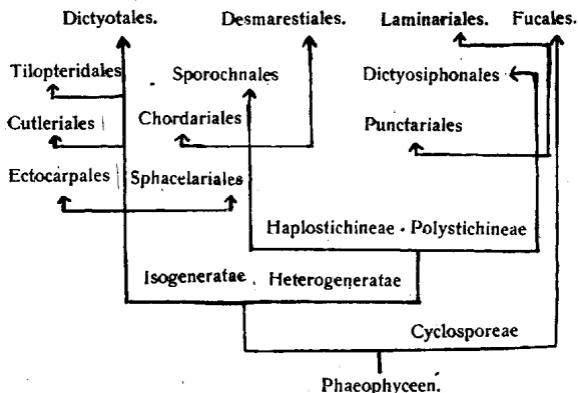 Dictyotales. Desmarestiales. Laminariales. Fucales.
Tilopteridales Sporochnales Dictyosiphonales
Cutleriales Chordariales Punctariales
Ectocarpales Sphacelariales
Haplostichineae - Polystichineae
Isogeneratae Heterogeneratae
Cyclosporeae
Phaeophyceen.